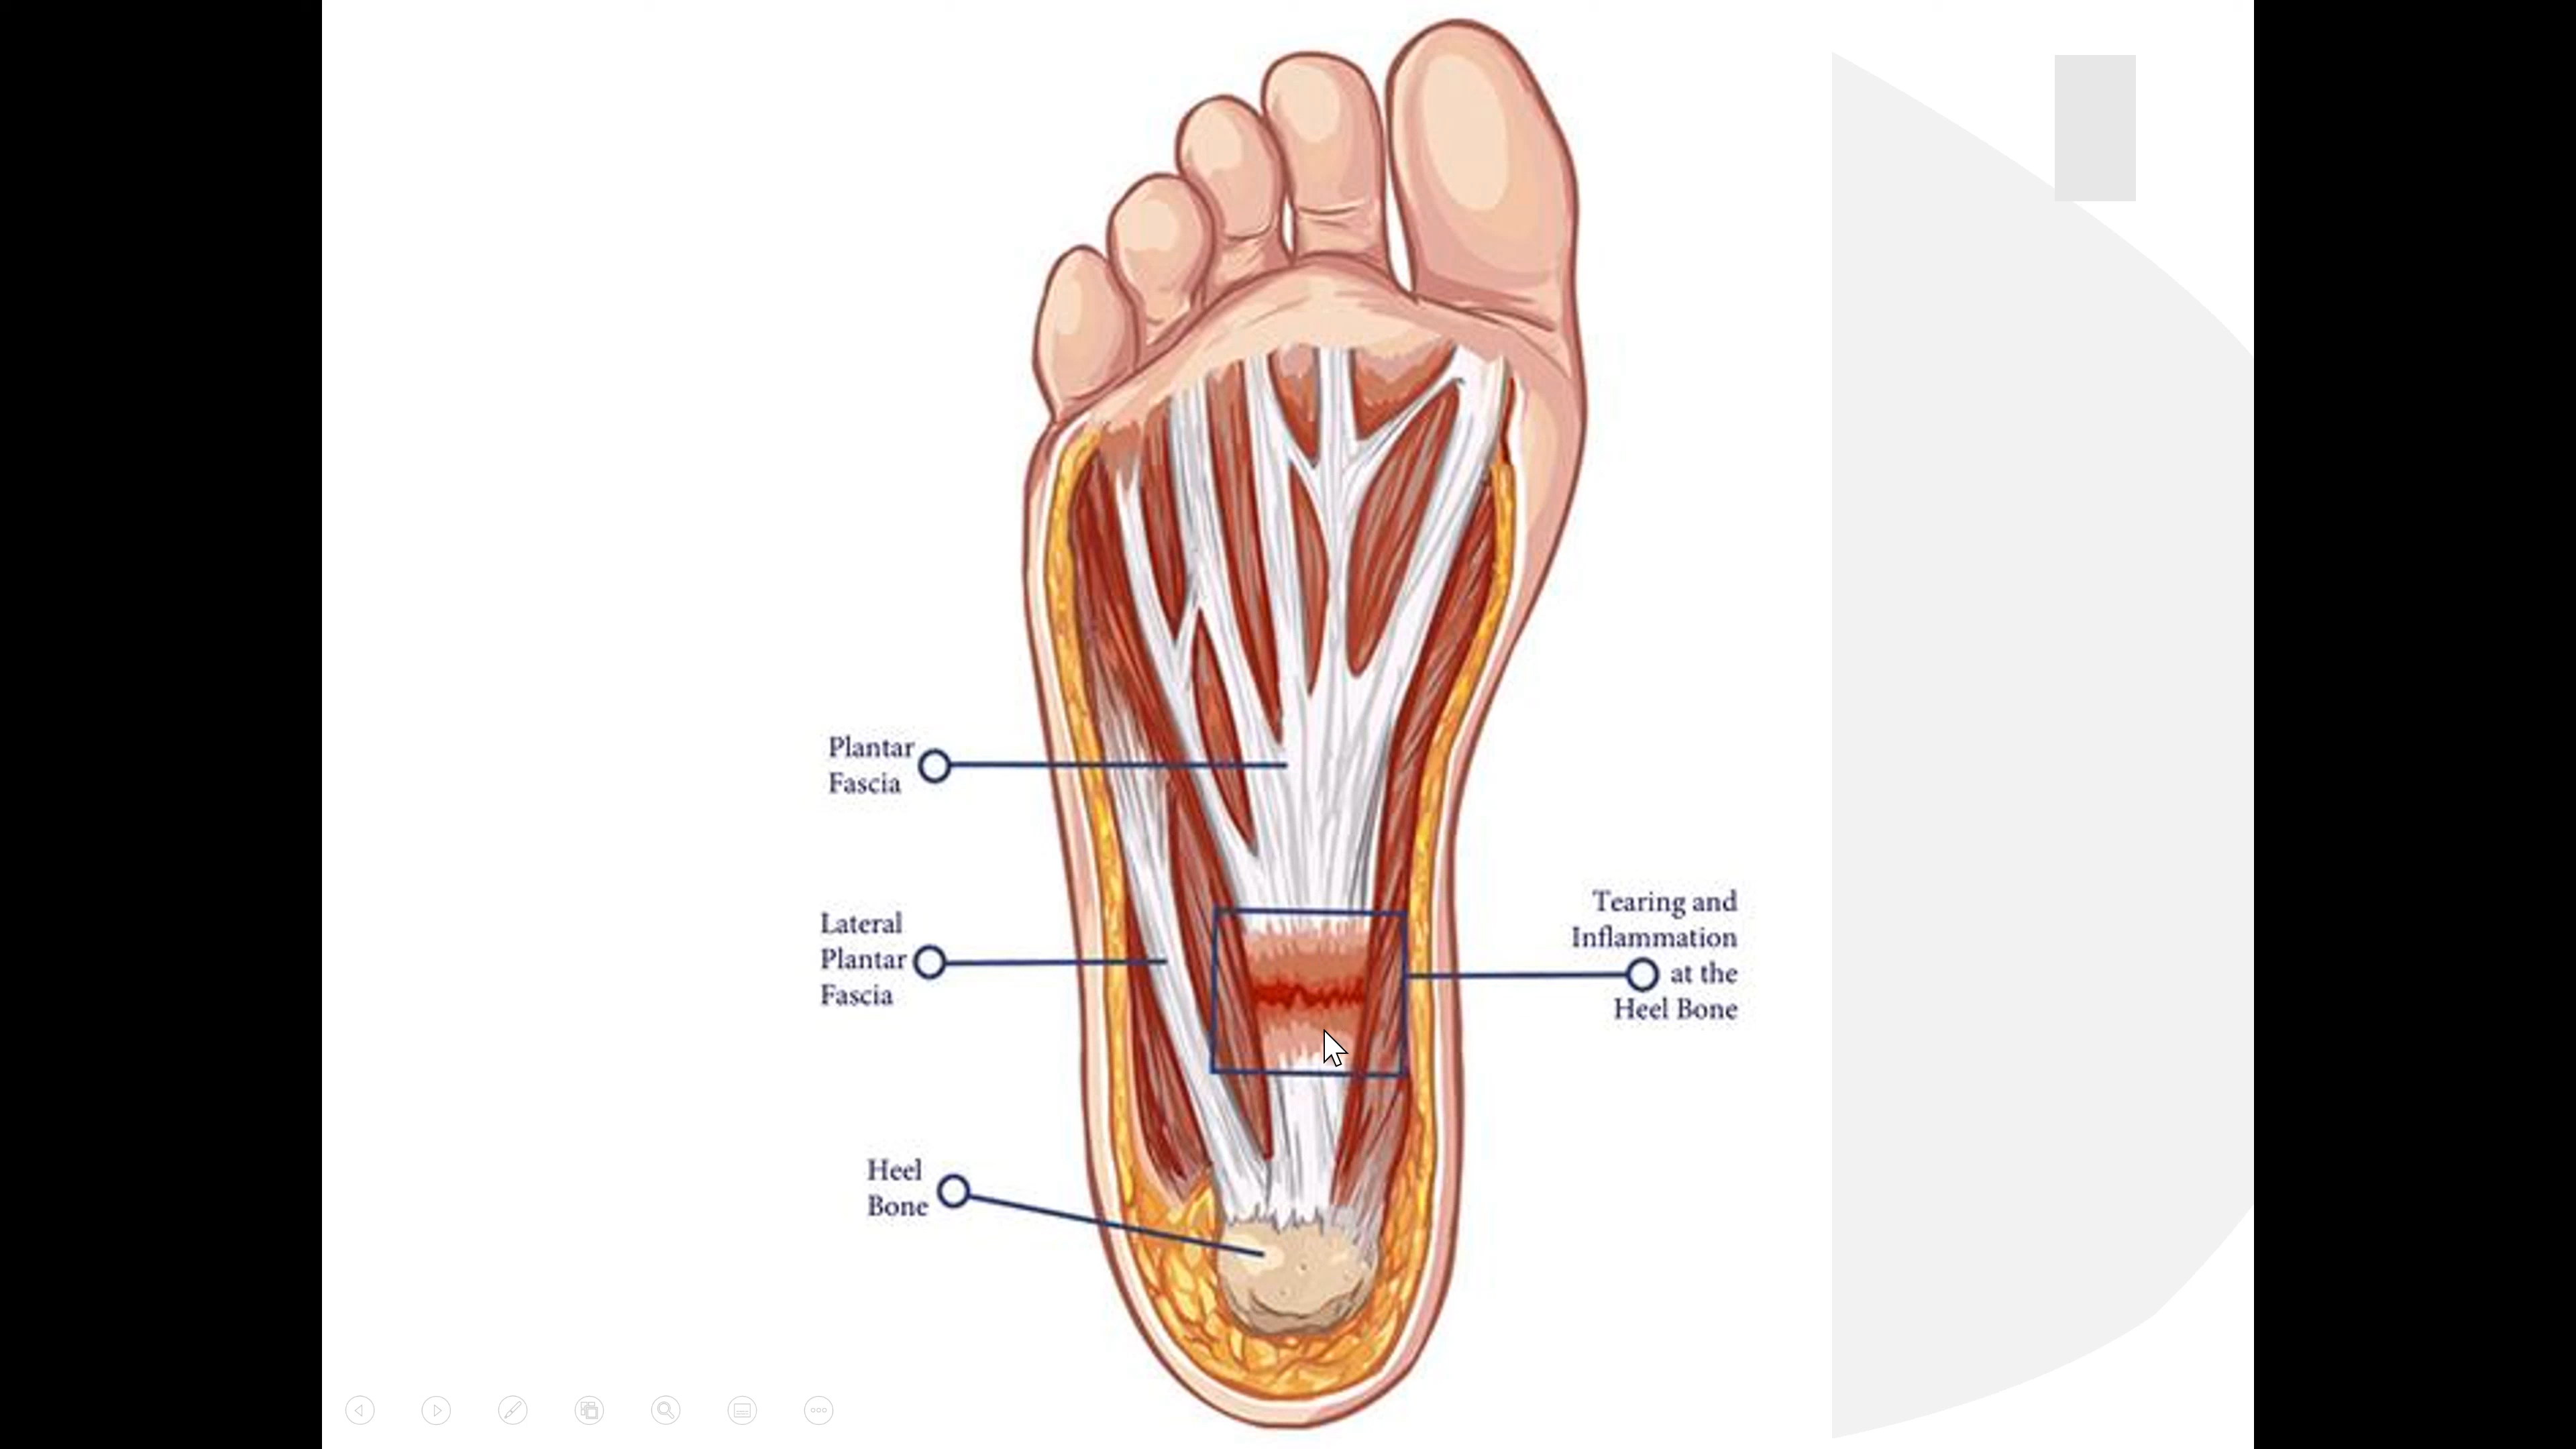 Plantar
Fascia
Lateral
Plantar
Fascia
Tearing and
Inflammation
at the
Heel Bone
Heel
Bone